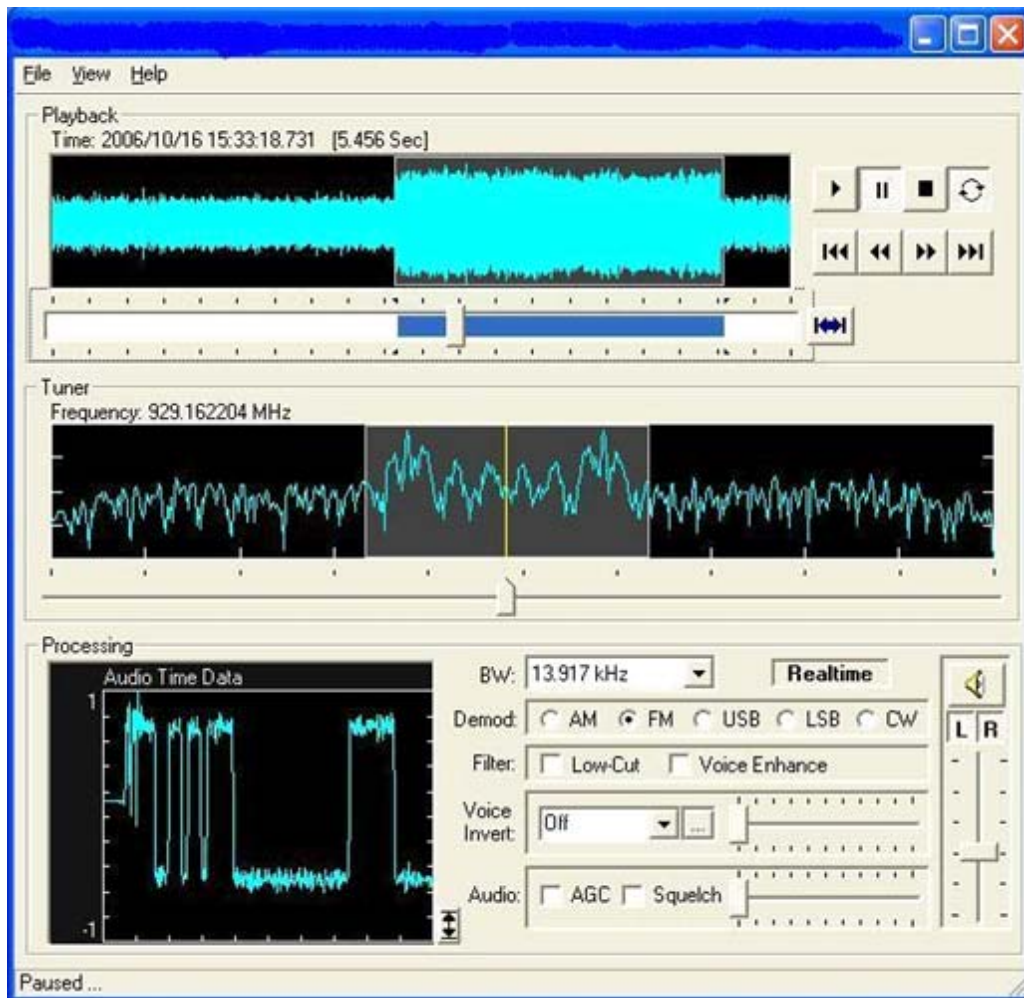 File View Help
Playback
Time: 2006/10/16 15:33:18.731 [5.456 Sec]
Tuner
Frequency: 929.162204 MHz
Processing
Audio Time Data
1
-1
BW: 13.917 kHz Realtime
Demod: AM FM USB LSB CW
Filter: Low-Cut Voice Enhance
Voice Invert: Off ...
Audio: AGC Squelch
L R
Paused ...